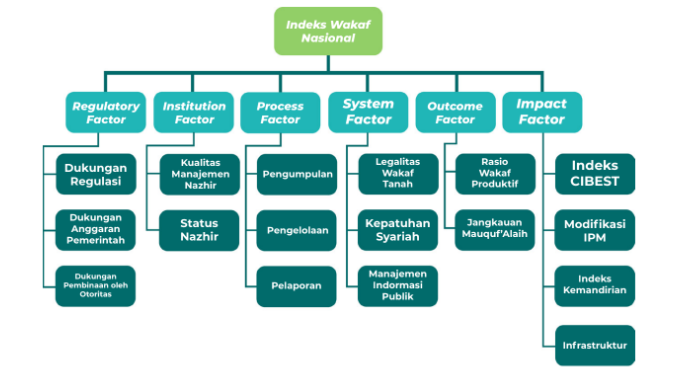 Indeks Wakaf
Nasional
Regulatory
Factor
Institution
Factor
Process
Factor
System
Factor
Outcome
Factor
Impact
Factor
Dukungan
Regulasi
Dukungan
Anggaran
Pemerintah
Dukungan
Pembinaan oleh
Otoritas
Kualitas
Manajemen
Nazhir
Status
Nazhir
Pengumpulan
Pengelolaan
Pelaporan
Legalitas
Wakaf
Tanah
Kepatuhan
Syariah
Manajemen
Indormasi
Publik
Rasio
Wakaf
Produktif
Jangkauan
Mauquf'Alaih
Indeks
CIBEST
Modifikasi
IPM
Indeks
Kemandirian
Infrastruktur